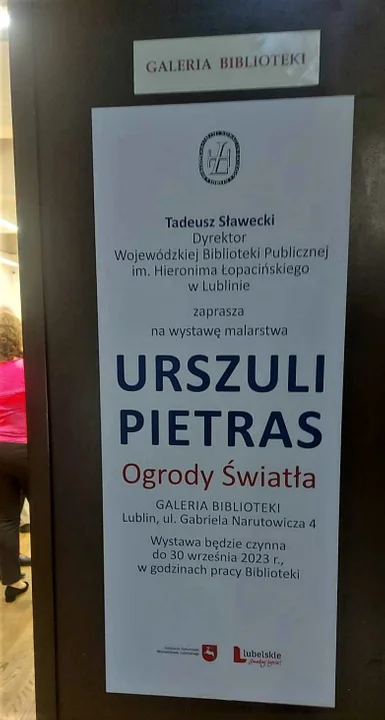 GALERIA BIBLIOTEKI
Tadeusz Sławecki
Dyrektor
Wojewódzkiej Biblioteki Publicznej
im. Hieronima Łopacińskiego
w Lublinie
zaprasza
na wystawę malarstwa
URSZULI
PIETRAS
Ogrody Światła
GALERIA BIBLIOTEKI
Lublin, ul. Gabriela Narutowicza 4
Wystawa będzie czynna
do 30 września 2023 r.,
w godzinach pracy Biblioteki
Lubelskie